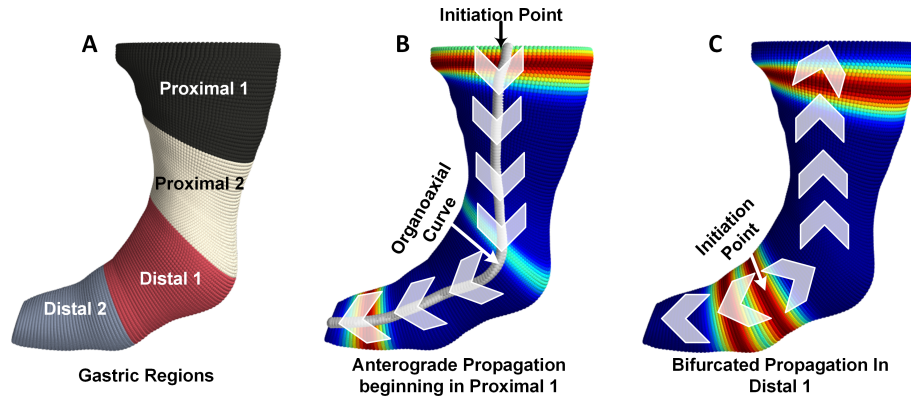 A
Proximal 1
Proximal 2
Distal 1
Distal 2
Gastric Regions
B
Initiation Point
Organoaxial
Curve
Anterograde Propagation
beginning in Proximal 1
C
Initiation
Point
Bifurcated Propagation In
Distal 1